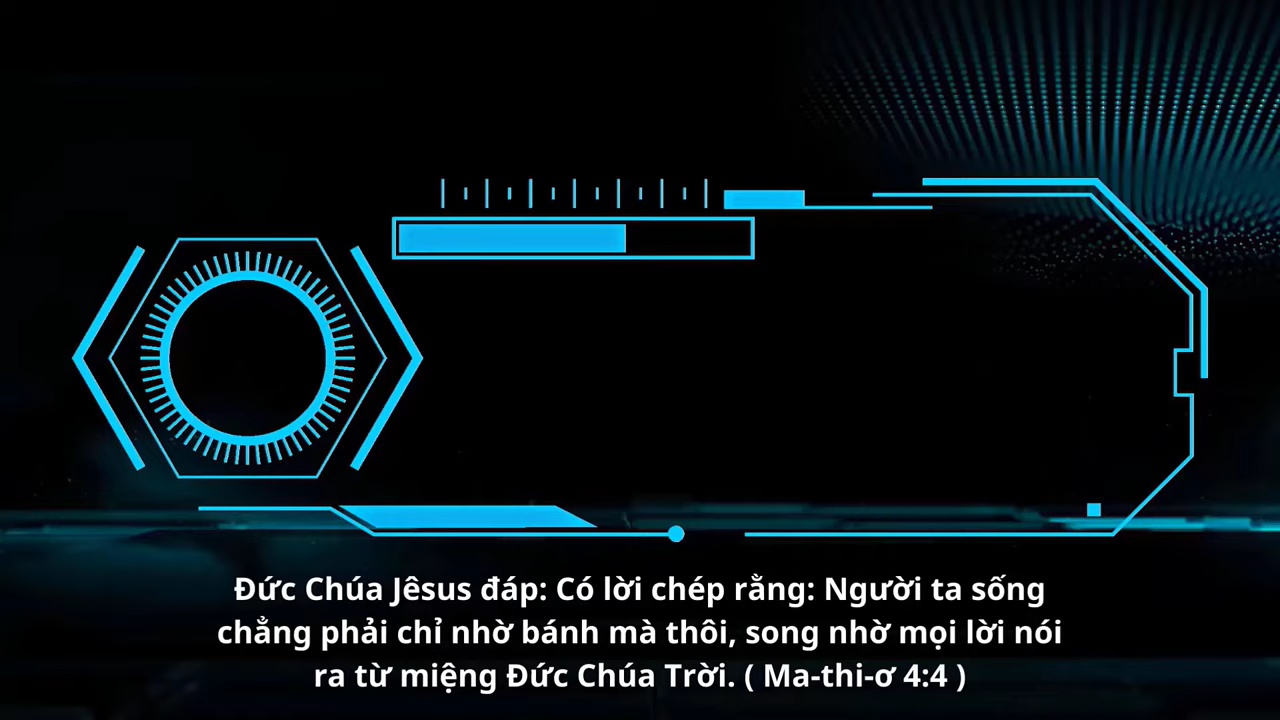 Đức Chúa Jêsus đáp: Có lời chép rằng: Người ta sống
chẳng phải chỉ nhờ bánh mà thôi, song nhờ mọi lời nói
ra từ miệng Đức Chúa Trời. ( Ma-thi-ơ 4:4 )